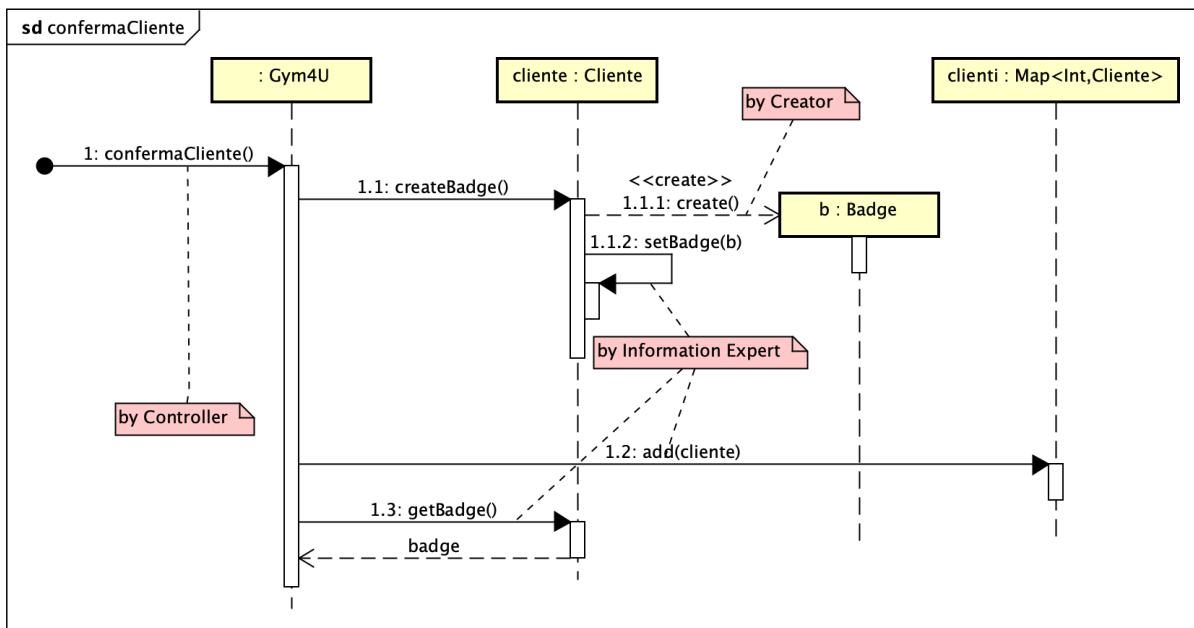 sd confermaCliente
: Gym4U
cliente : Cliente
clienti : Map<Int,Cliente>
by Creator
1: confermaCliente()
1.1: createBadge()
<<create>>
1.1.1: create()
b : Badge
1.1.2: setBadge(b)
by Information Expert
by Controller
1.2: add(cliente)
1.3: getBadge()
badge